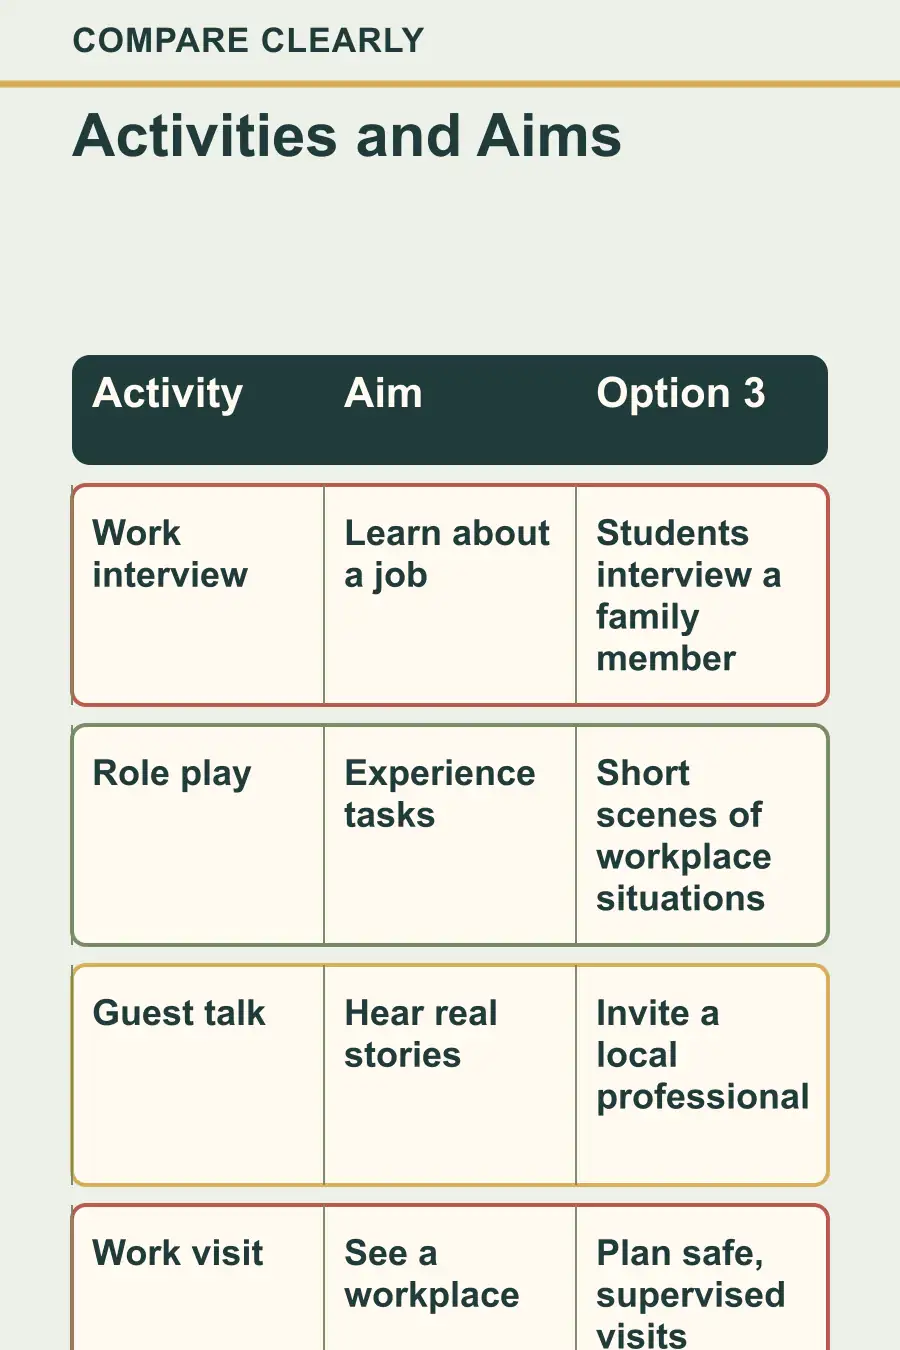 COMPARE CLEARLY
Activities and Aims
Activity Aim Option 3
Work
interview
Learn about
a job
Students
interview a
family
member
Role play
Experience
tasks
Short
scenes of
workplace
situations
Guest talk
Hear real
stories
Invite a
local
professional
Work visit
See a
workplace
Plan safe,
supervised
visits